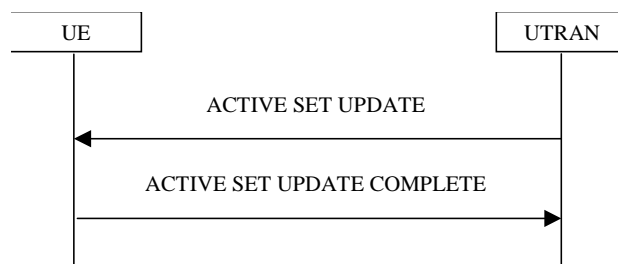 UE
UTRAN
ACTIVE SET UPDATE
ACTIVE SET UPDATE COMPLETE